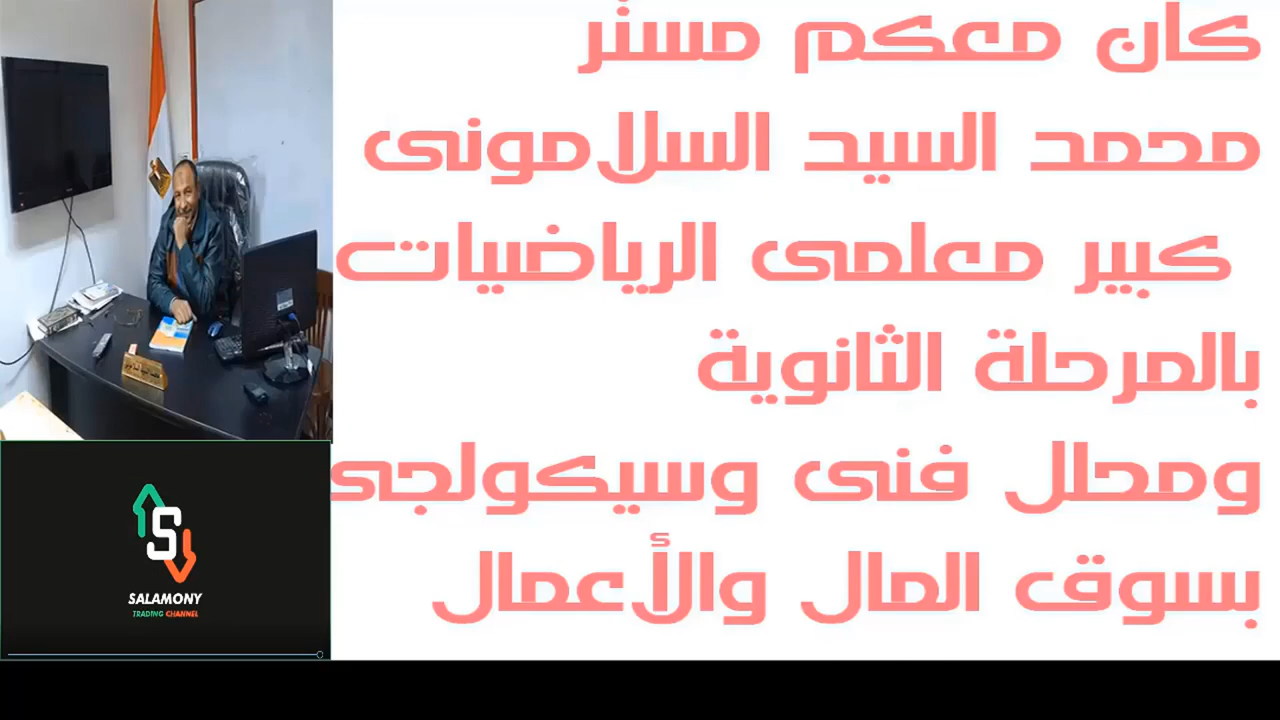 كان معكم مستر
محمد السيد السلامونى
كبير معلمى الرياضيات
بالمرحلة الثانوية
ومحلل فنى وسيكولجى
بسوق المال والأعمال
S
SALAMONY
TRADING CHANNEL